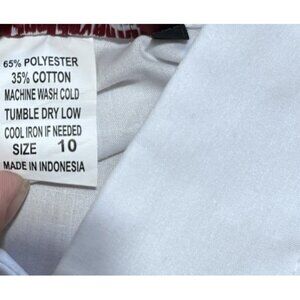 65% POLYESTER
35% COTTON
MACHINE WASH COLD
TUMBLE DRY LOW
COOL IRON IF NEEDED
SIZE 10
MADE IN INDONESIA